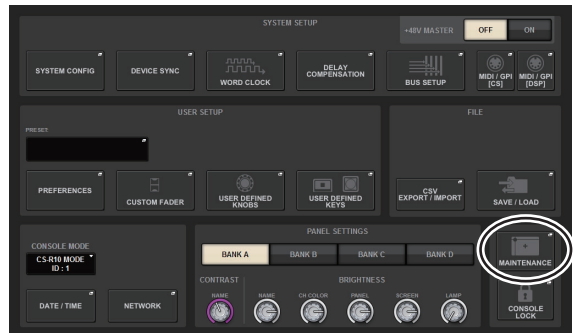 SYSTEM SETUP
+48V MASTER
OFF
ON
SYSTEM CONFIG
DEVICE SYNC
WORD CLOCK
DELAY
COMPENSATION
BUS SETUP
MIDI / GPI
[CS]
MIDI / GPI
[DSP]
USER SETUP
PRESET
PREFERENCES
CUSTOM FADER
USER DEFINED
KNOBS
USER DEFINED
KEYS
FILE
CSV
EXPORT / IMPORT
SAVE / LOAD
CONSOLE MODE
CS-R10 MODE
ID : 1
DATE / TIME
NETWORK
PANEL SETTINGS
BANK A
BANK B
BANK C
BANK D
CONTRAST
BRIGHTNESS
NAME
NAME
CH COLOR
PANEL
SCREEN
LAMP
MAINTENANCE
CONSOLE
LOCK